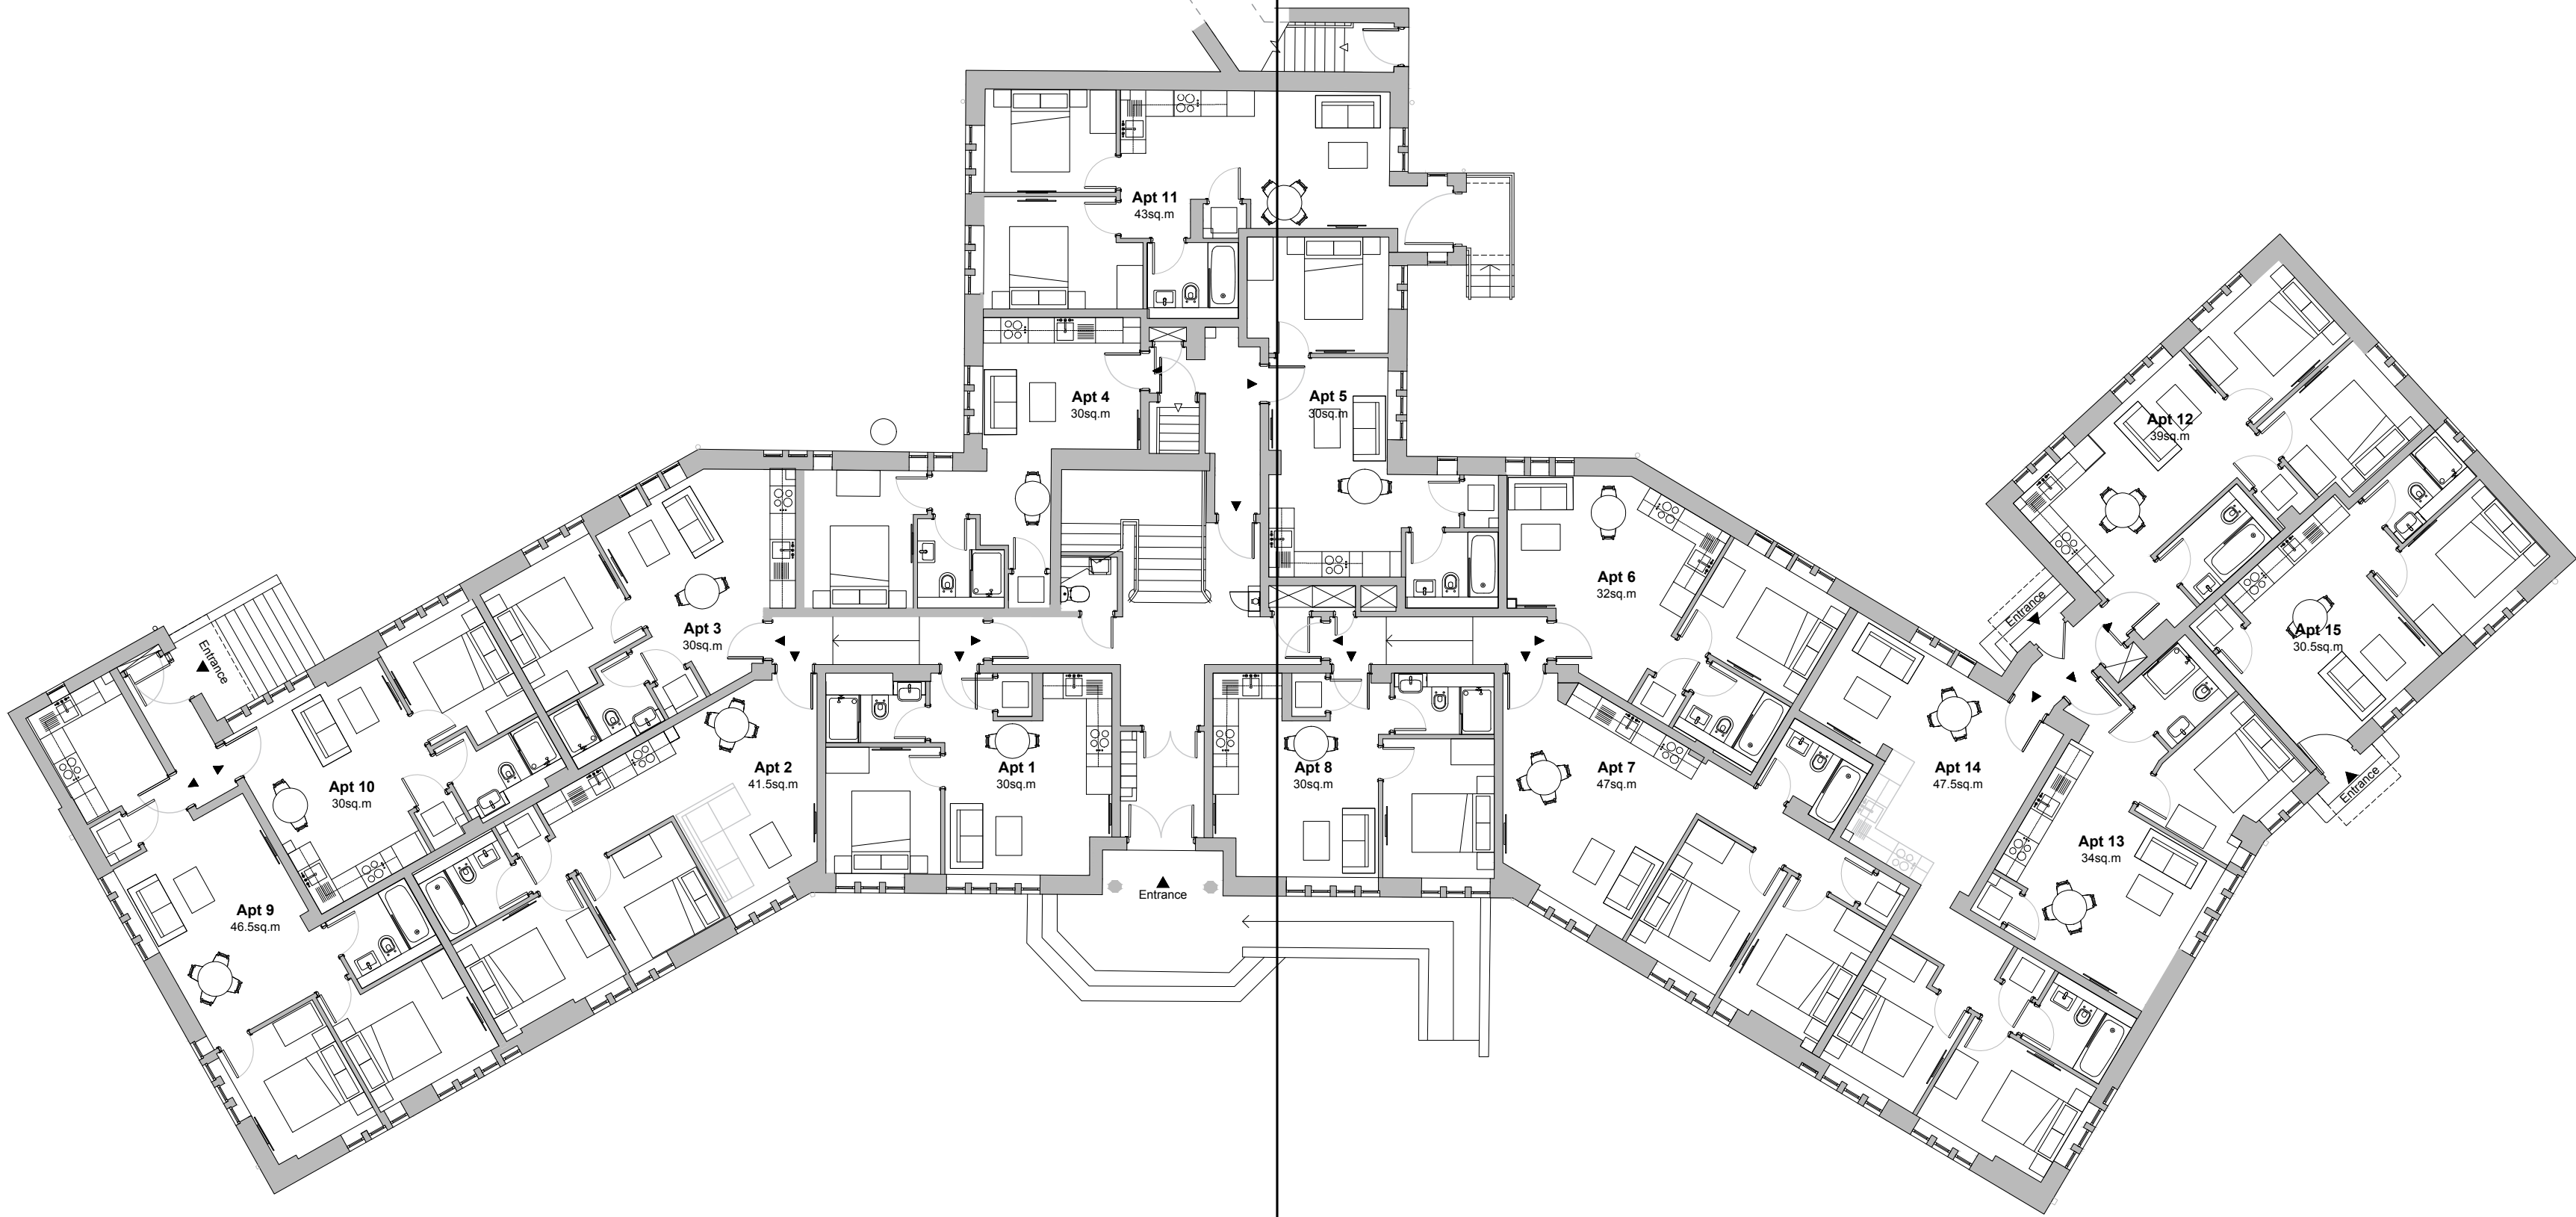 Apt 11
43sq.m
Apt 4
30sq.m
Apt 5
30sq.m
Apt 12
39sq.m
Apt 6
32sq.m
Entrance
Apt 15
30.5sq.m
Apt 3
30sq.m
Entrance
Apt 10
30sq.m
Apt 2
41.5sq.m
Apt 1
30sq.m
Apt 8
30sq.m
Apt 7
47sq.m
Apt 14
47.5sq.m
Entrance
Apt 13
34sq.m
Apt 9
46.5sq.m
Entrance